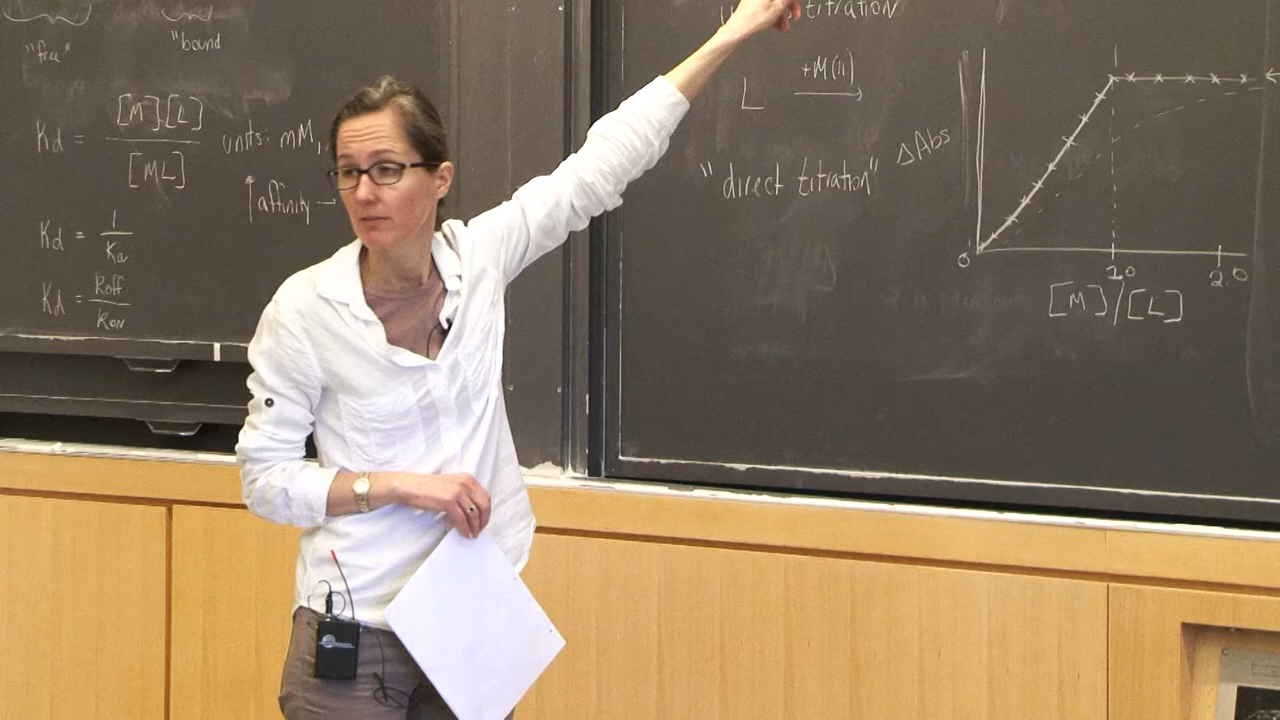 "free" "bound
Kd = [M][L]
[ML]
units: mM,
↑affinity →
Kd = 1
Ka
Kd = koff
kon
titration
L +M(II) →
"direct titration"
ΔAbs
0
1.0
2.0
[M]/[L]